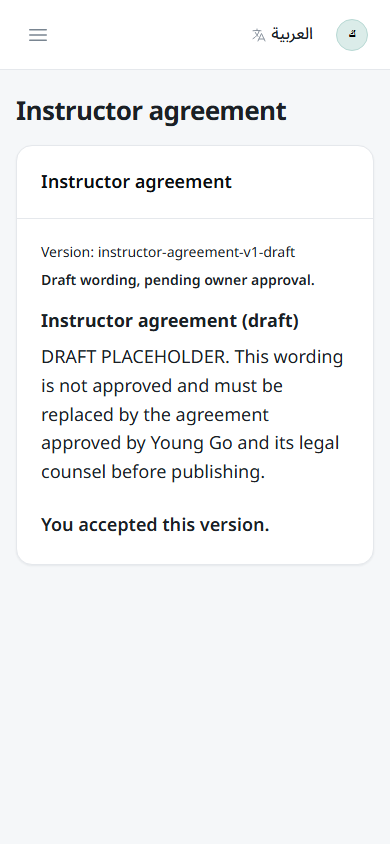 العربية
ك
Instructor agreement
Instructor agreement
Version: instructor-agreement-v1-draft
Draft wording, pending owner approval.
Instructor agreement (draft)
DRAFT PLACEHOLDER. This wording
is not approved and must be
replaced by the agreement
approved by Young Go and its legal
counsel before publishing.
You accepted this version.